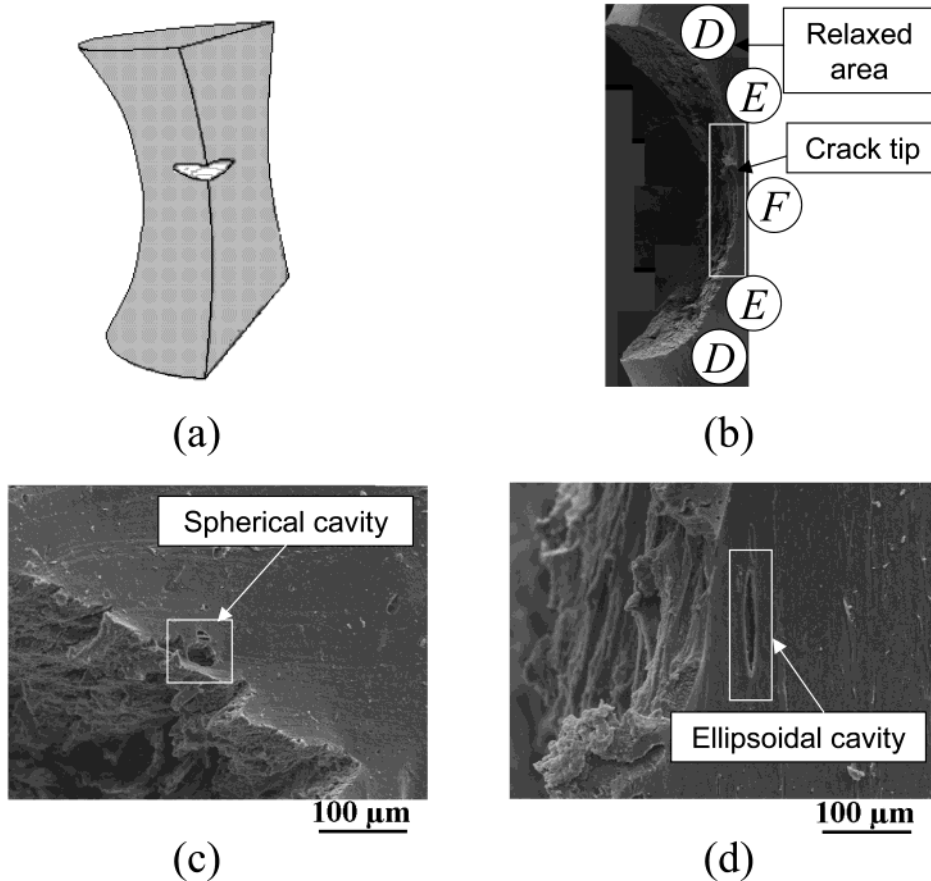 D
Relaxed
area
E
Crack tip
F
E
D
(a)
(b)
Spherical cavity
Ellipsoidal cavity
100 µm
100 µm
(c)
(d)